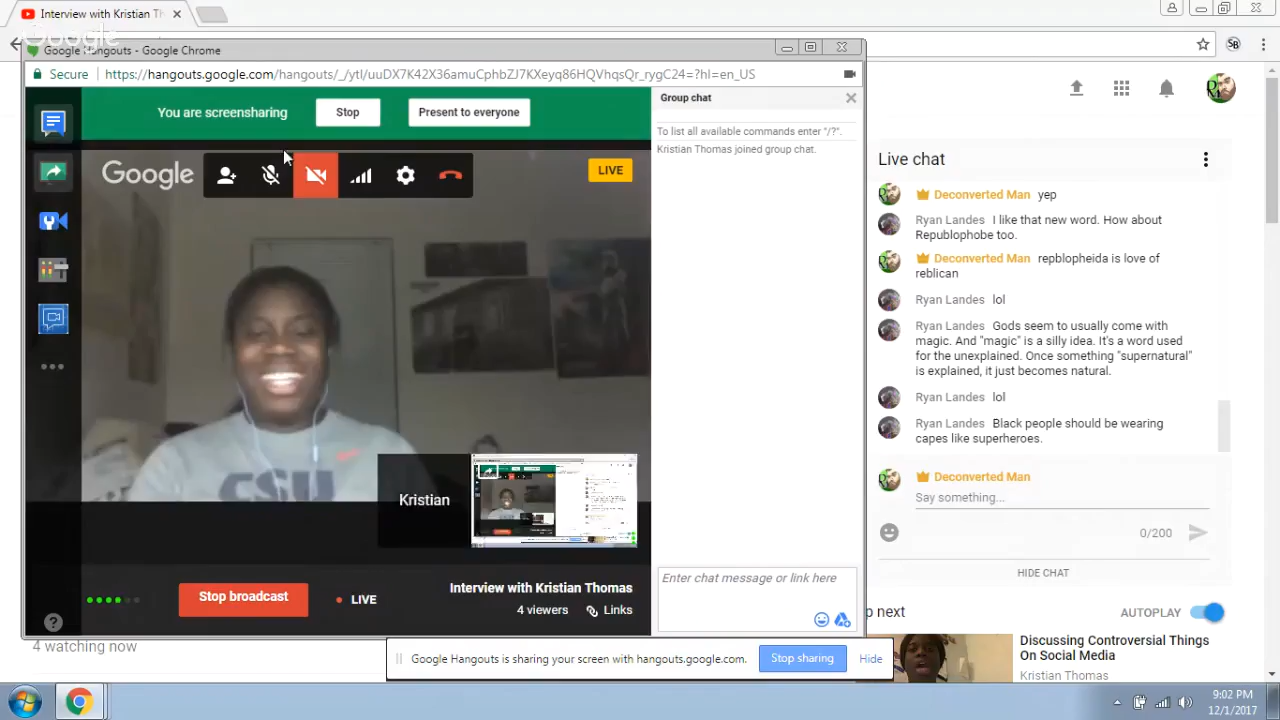 Interview with Kristian Th
Google
Google Hangouts - Google Chrome
Secure
https://hangouts.google.com/hangouts/_/ytl/uuDX7K42X36amuCphbZJ7KXeyq86HQVhqsQr_rygC24=?hl=en_US
SB
You are screensharing
Stop
Present to everyone
Google
LIVE
Kristian
Stop broadcast
LIVE
Interview with Kristian Thomas
4 viewers
Links
Group chat
To list all available commands enter "/?".
Kristian Thomas joined group chat.
Enter chat message or link here
Live chat
Deconverted Man yep
Ryan Landes I like that new word. How about
Republophobe too.
Deconverted Man repblopheida is love of
reblican
Ryan Landes lol
Ryan Landes Gods seem to usually come with
magic. And "magic" is a silly idea. It's a word used
for the unexplained. Once something "supernatural"
is explained, it just becomes natural.
Ryan Landes lol
Ryan Landes Black people should be wearing
capes like superheroes.
Deconverted Man
Say something...
0/200
HIDE CHAT
p next
AUTOPLAY
Discussing Controversial Things
On Social Media
Kristian Thomas
4 watching now
Google Hangouts is sharing your screen with hangouts.google.com.
Stop sharing
Hide
9:02 PM
12/1/2017